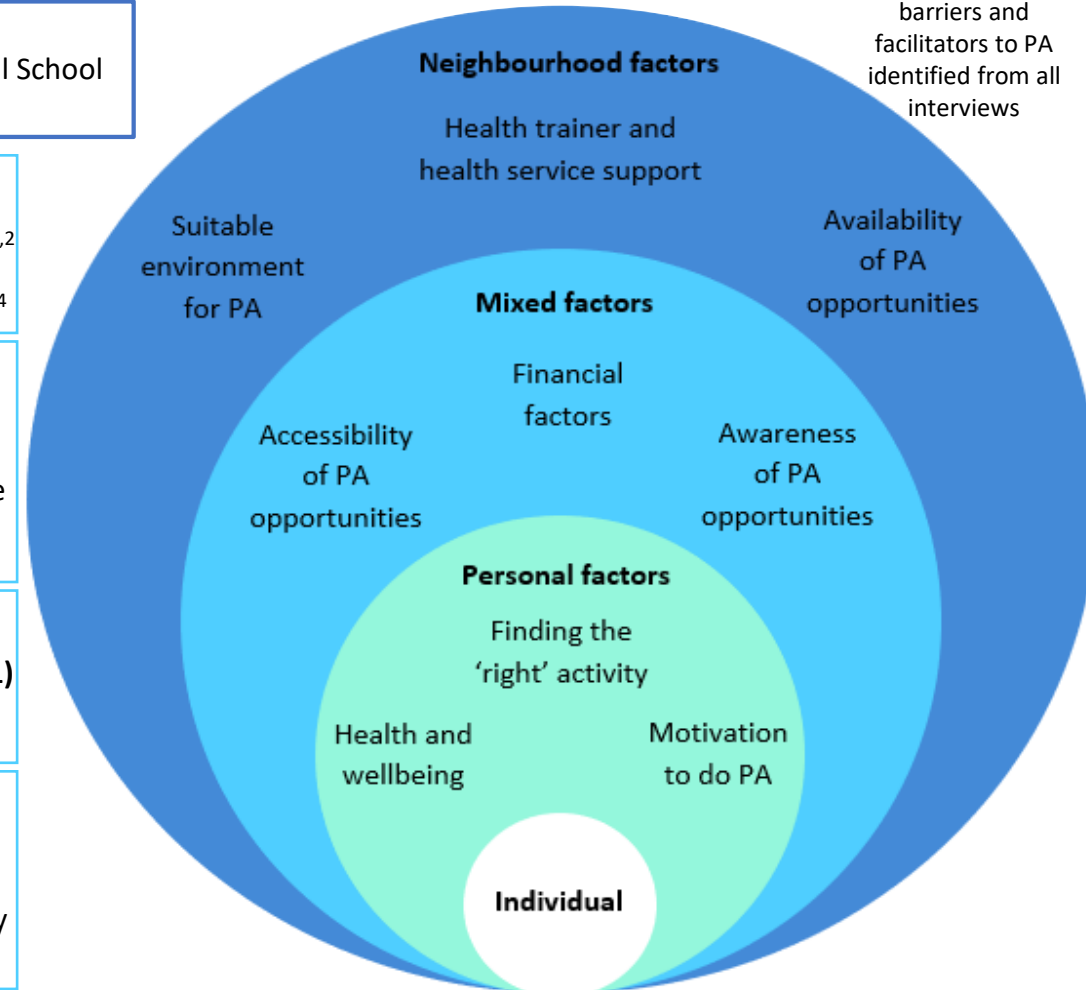 l School
,2
4
e
.)
y
barriers and
facilitators to PA
identified from all
interviews
Neighbourhood factors
Health trainer and
health service support
Suitable
environment
for PA
Availability
of PA
opportunities
Mixed factors
Financial
factors
Accessibility
of PA
opportunities
Awareness
of PA
opportunities
Personal factors
Finding the
‘right’ activity
Health and
wellbeing
Motivation
to do PA
Individual